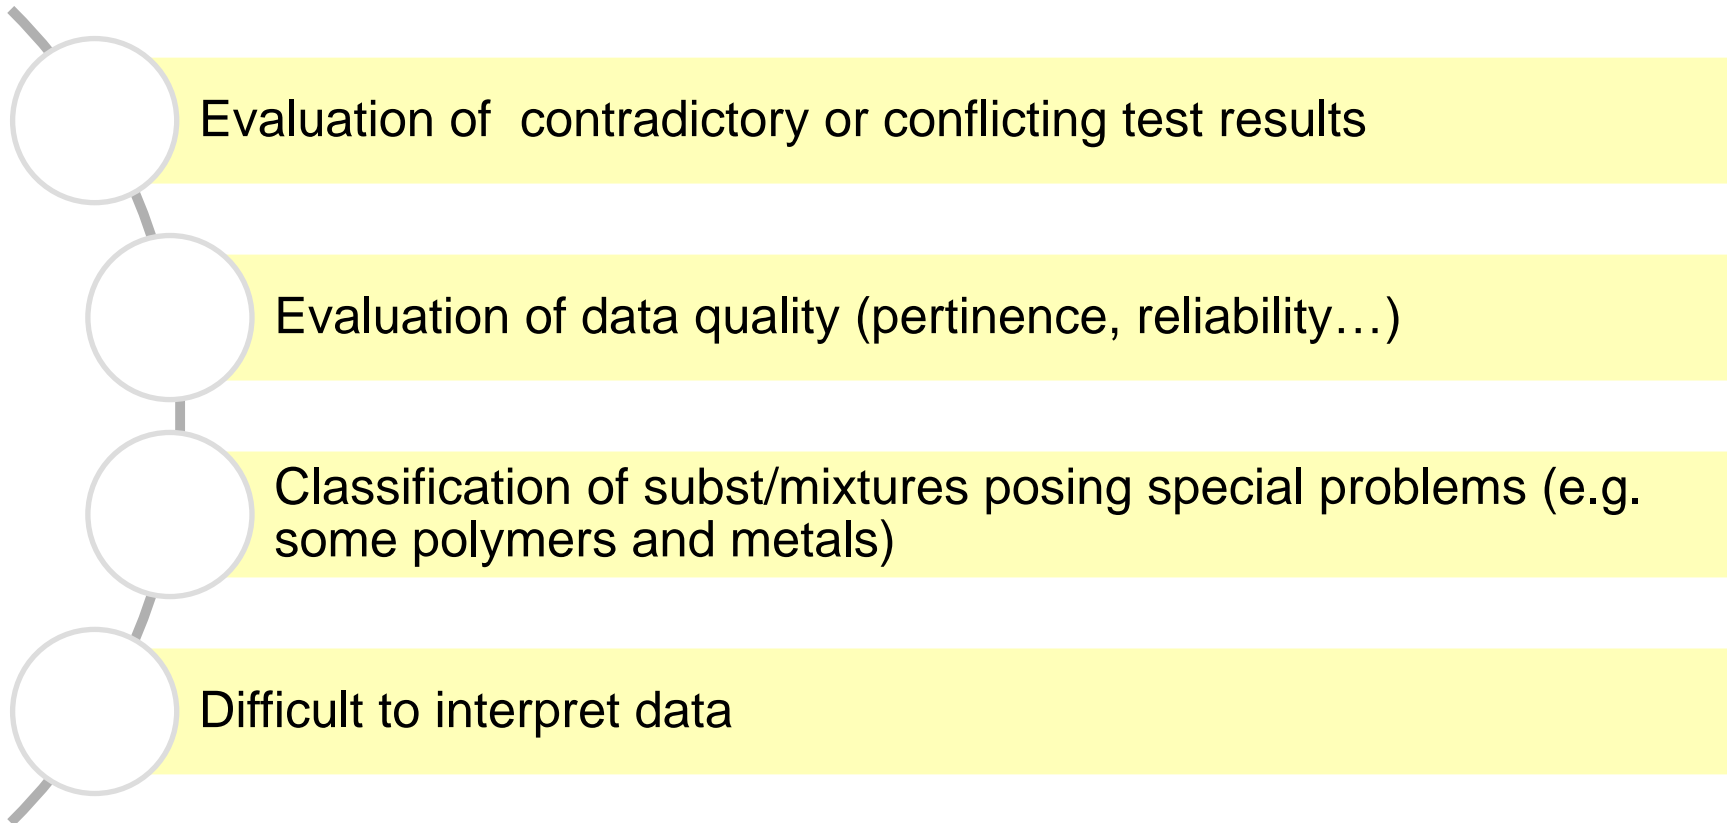 Evaluation of  contradictory or conflicting test results
Evaluation of data quality (pertinence, reliability…)
Classification of subst/mixtures posing special problems (e.g.
some polymers and metals)
Difficult to interpret data